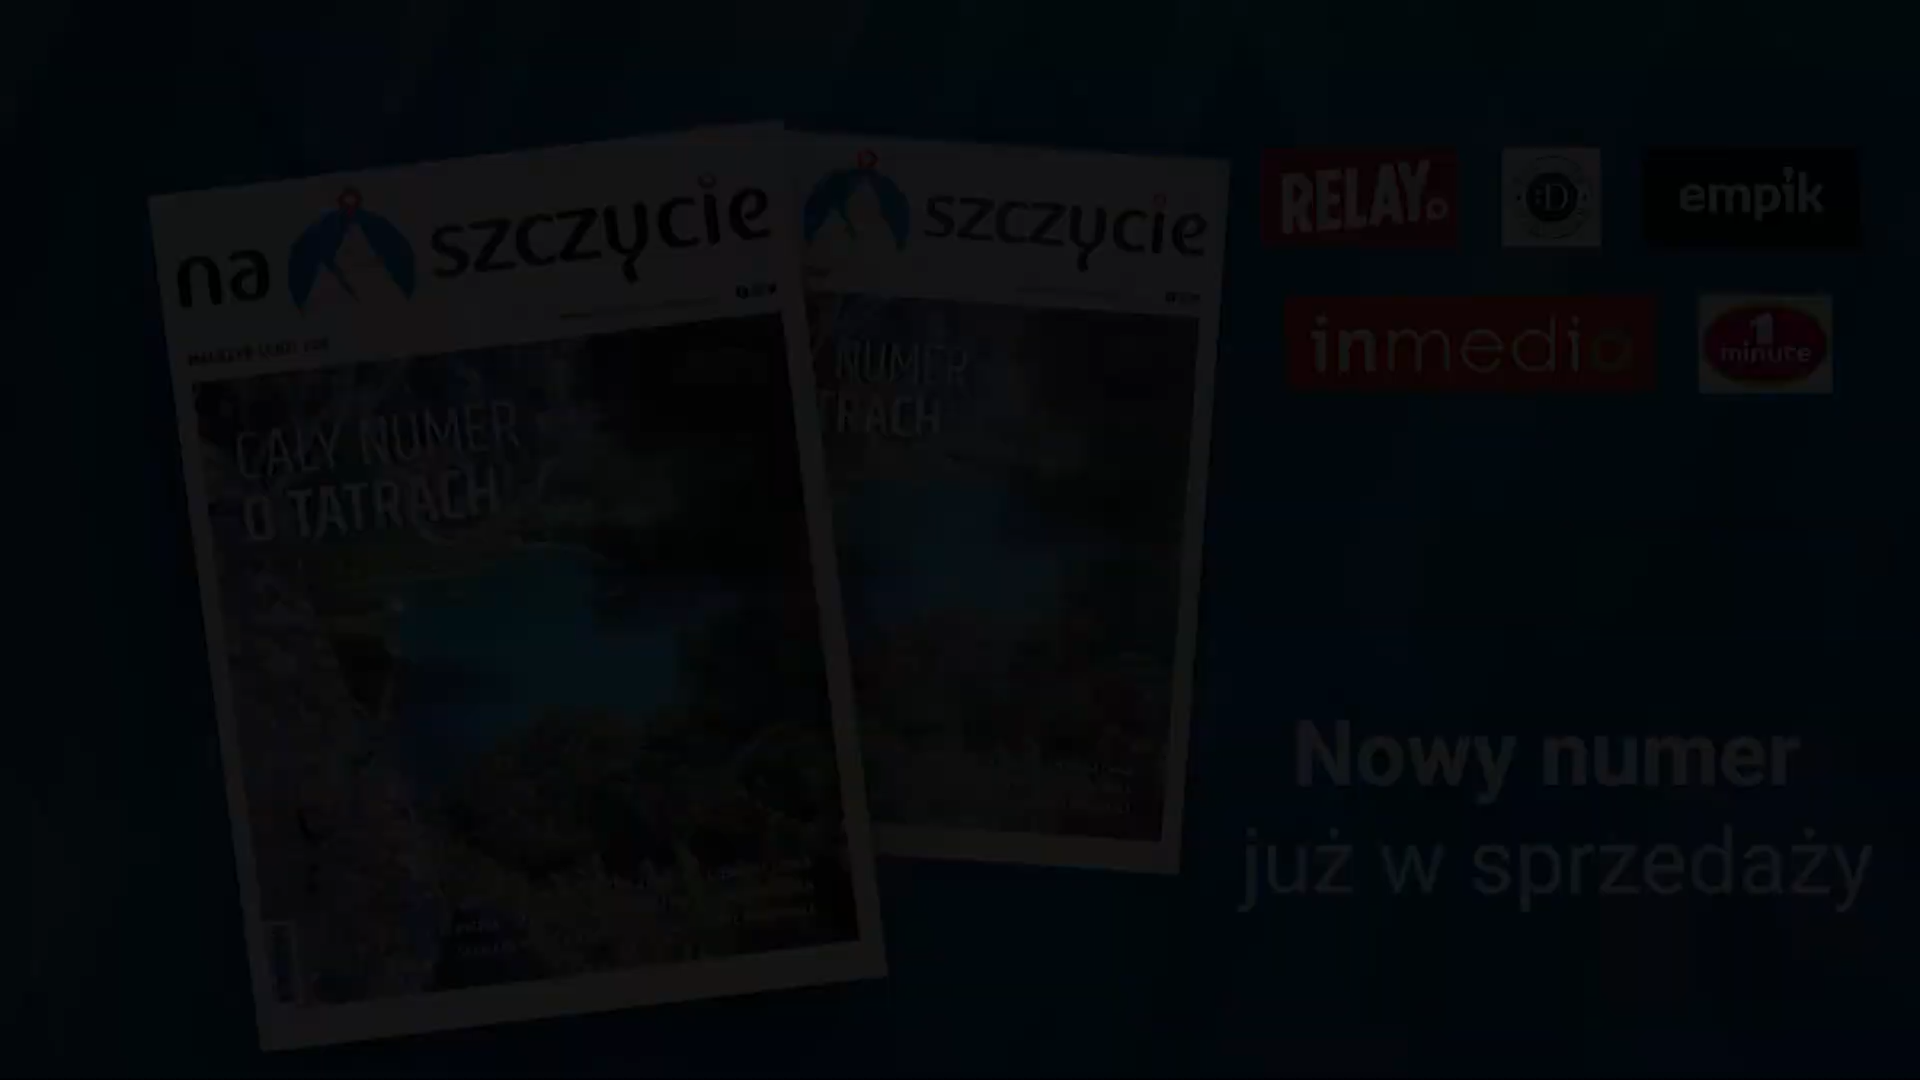 na szczycie
CAŁY NUMER
O TATRACH
szczycie
NUMER
TRACH
RELAY
D
empik
inmedio
1
minute
Nowy numer
już w sprzedaży